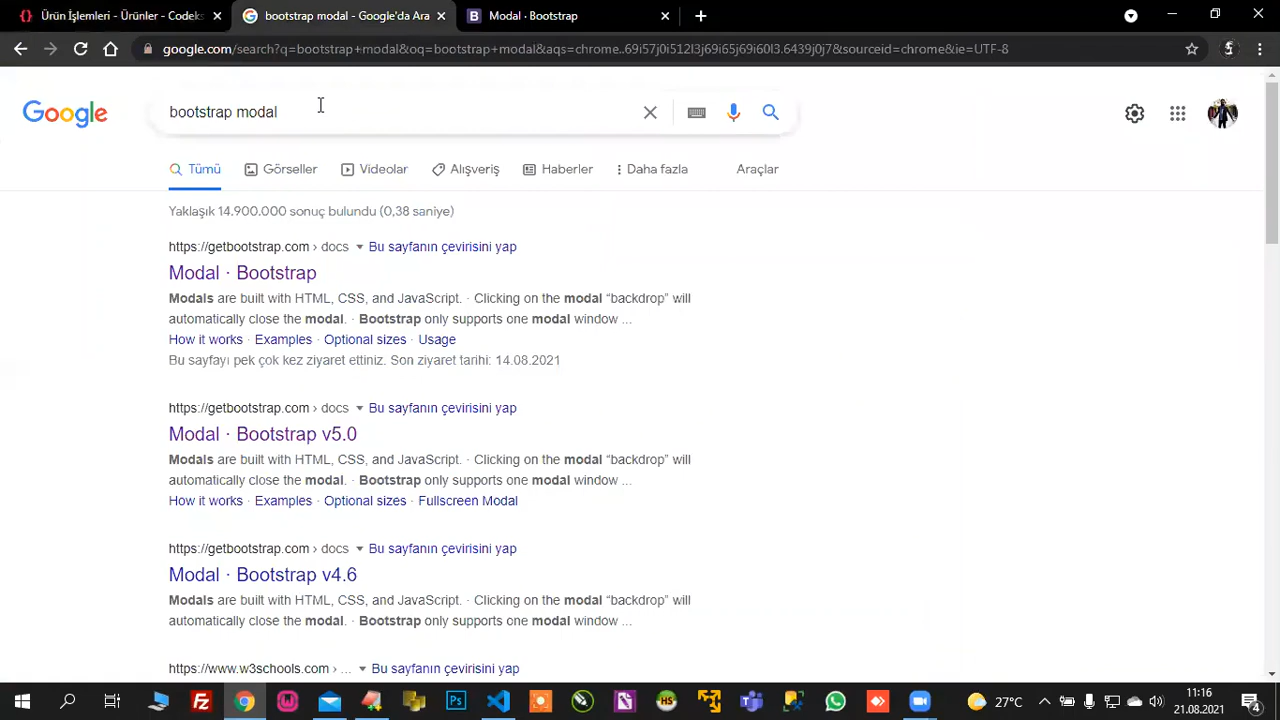 Ürün İşlemleri - Ürünler - Codeks
bootstrap modal - Google'da Ara
Modal · Bootstrap
google.com/search?q=bootstrap+modal&oq=bootstrap+modal&aqs=chrome..69i57j0i512l3j69i65j69i60l3.6439j0j7&sourceid=chrome&ie=UTF-8
Google
bootstrap modal
Tümü
Görseller
Videolar
Alışveriş
Haberler
Daha fazla
Araçlar
Yaklaşık 14.900.000 sonuç bulundu (0,38 saniye)
https://getbootstrap.com › docs Bu sayfanın çevirisini yap
Modal · Bootstrap
Modals are built with HTML, CSS, and JavaScript. · Clicking on the modal “backdrop” will
automatically close the modal. · Bootstrap only supports one modal window ...
How it works · Examples · Optional sizes · Usage
Bu sayfayı pek çok kez ziyaret ettiniz. Son ziyaret tarihi: 14.08.2021
https://getbootstrap.com › docs Bu sayfanın çevirisini yap
Modal · Bootstrap v5.0
Modals are built with HTML, CSS, and JavaScript. · Clicking on the modal “backdrop” will
automatically close the modal. · Bootstrap only supports one modal window ...
How it works · Examples · Optional sizes · Fullscreen Modal
https://getbootstrap.com › docs Bu sayfanın çevirisini yap
Modal · Bootstrap v4.6
Modals are built with HTML, CSS, and JavaScript. · Clicking on the modal “backdrop” will
automatically close the modal. · Bootstrap only supports one modal window ...
https://www.w3schools.com › ... Bu sayfanın çevirisini yap
Ps
HS
27°C
11:16
21.08.2021
4